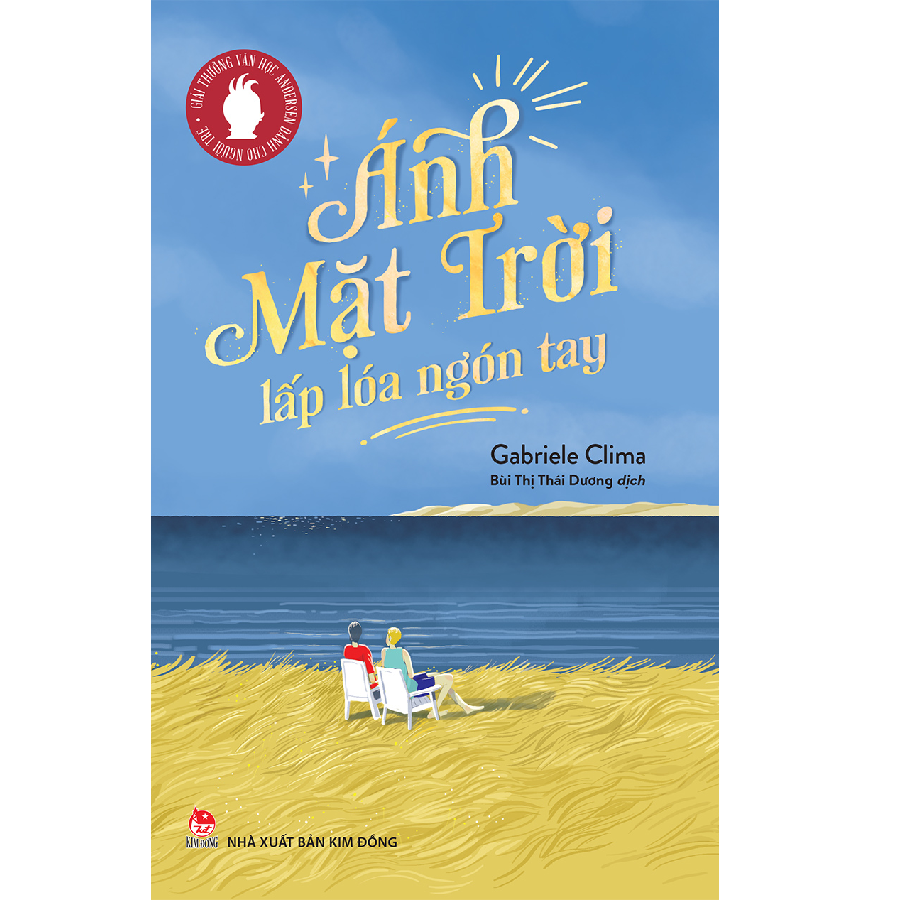 GIẢI THƯỞNG VĂN HỌC ANDERSEN DÀNH CHO NGƯỜI TRẺ •
Ánh
Mặt Trời
lấp lóa ngón tay
Gabriele Clima
Bùi Thị Thái Dương dịch
KIM ĐỒNG
NHÀ XUẤT BẢN KIM ĐỒNG